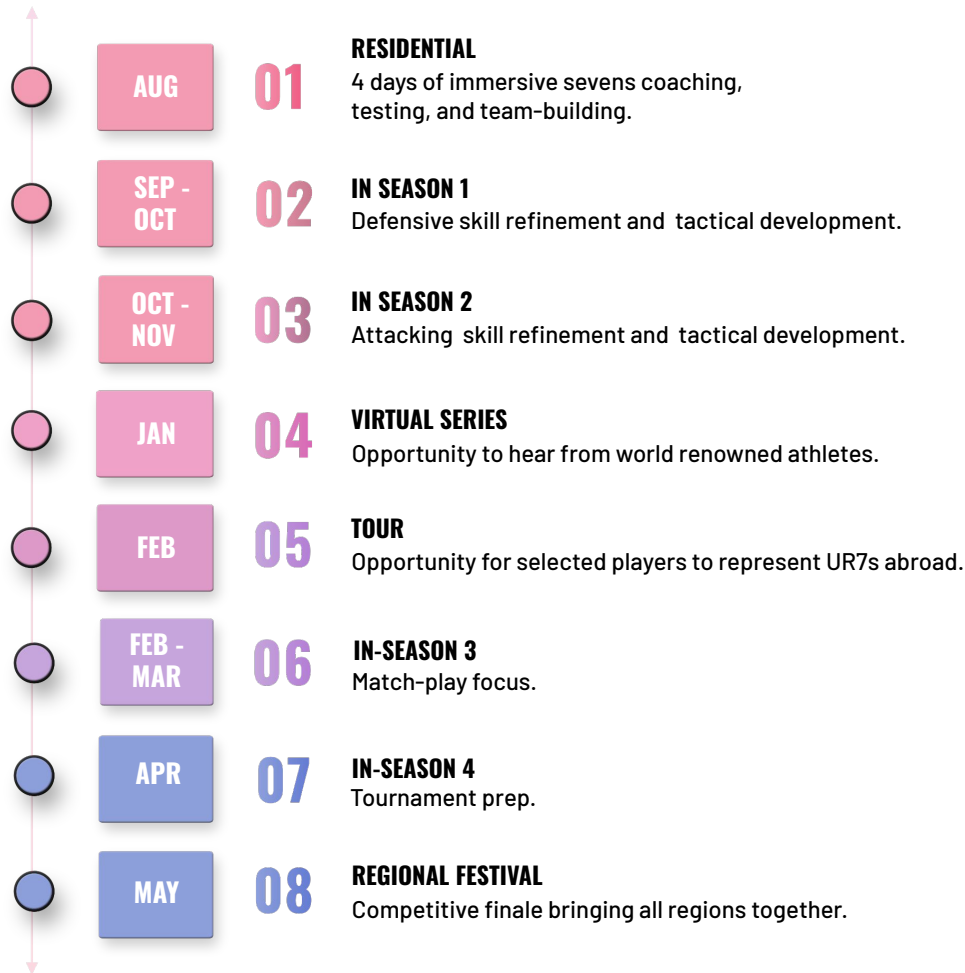 AUG
01
RESIDENTIAL
4 days of immersive sevens coaching,
testing, and team-building.
SEP -
OCT
02
IN SEASON 1
Defensive skill refinement and  tactical development.
OCT -
NOV
03
IN SEASON 2
Attacking  skill refinement and  tactical development.
JAN
04
VIRTUAL SERIES
Opportunity to hear from world renowned athletes.
FEB
05
TOUR
Opportunity for selected players to represent UR7s abroad.
FEB -
MAR
06
IN-SEASON 3
Match-play focus.
APR
07
IN-SEASON 4
Tournament prep.
MAY
08
REGIONAL FESTIVAL
Competitive finale bringing all regions together.